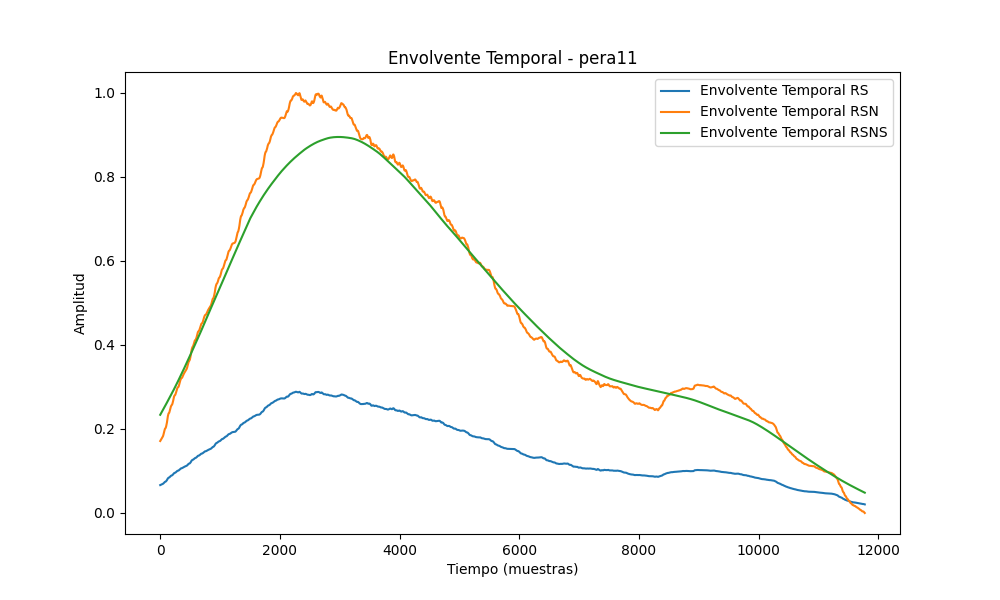 Envolvente Temporal - pera11
Envolvente Temporal RS
Envolvente Temporal RSN
Envolvente Temporal RSNS
Amplitud
1.0
0.8
0.6
0.4
0.2
0.0
0 2000 4000 6000 8000 10000 12000
Tiempo (muestras)